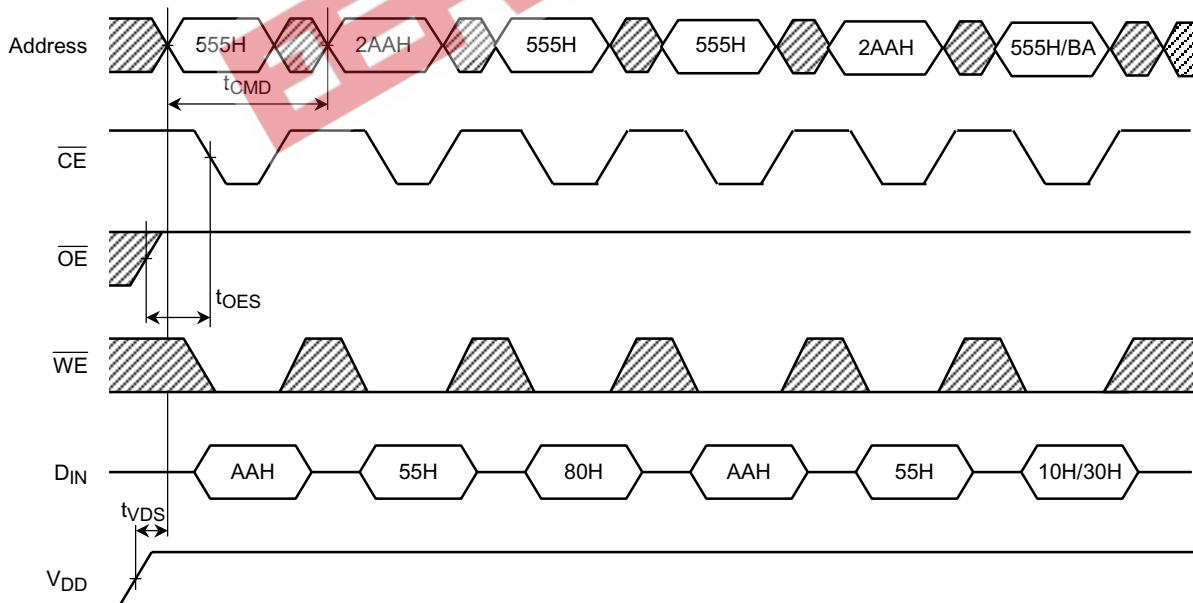 Address 555H 2AAH 555H 555H 2AAH 555H/BA
tCMD
CE
OE
tOES
WE
DIN AAH 55H 80H AAH 55H 10H/30H
tVDS
VDD